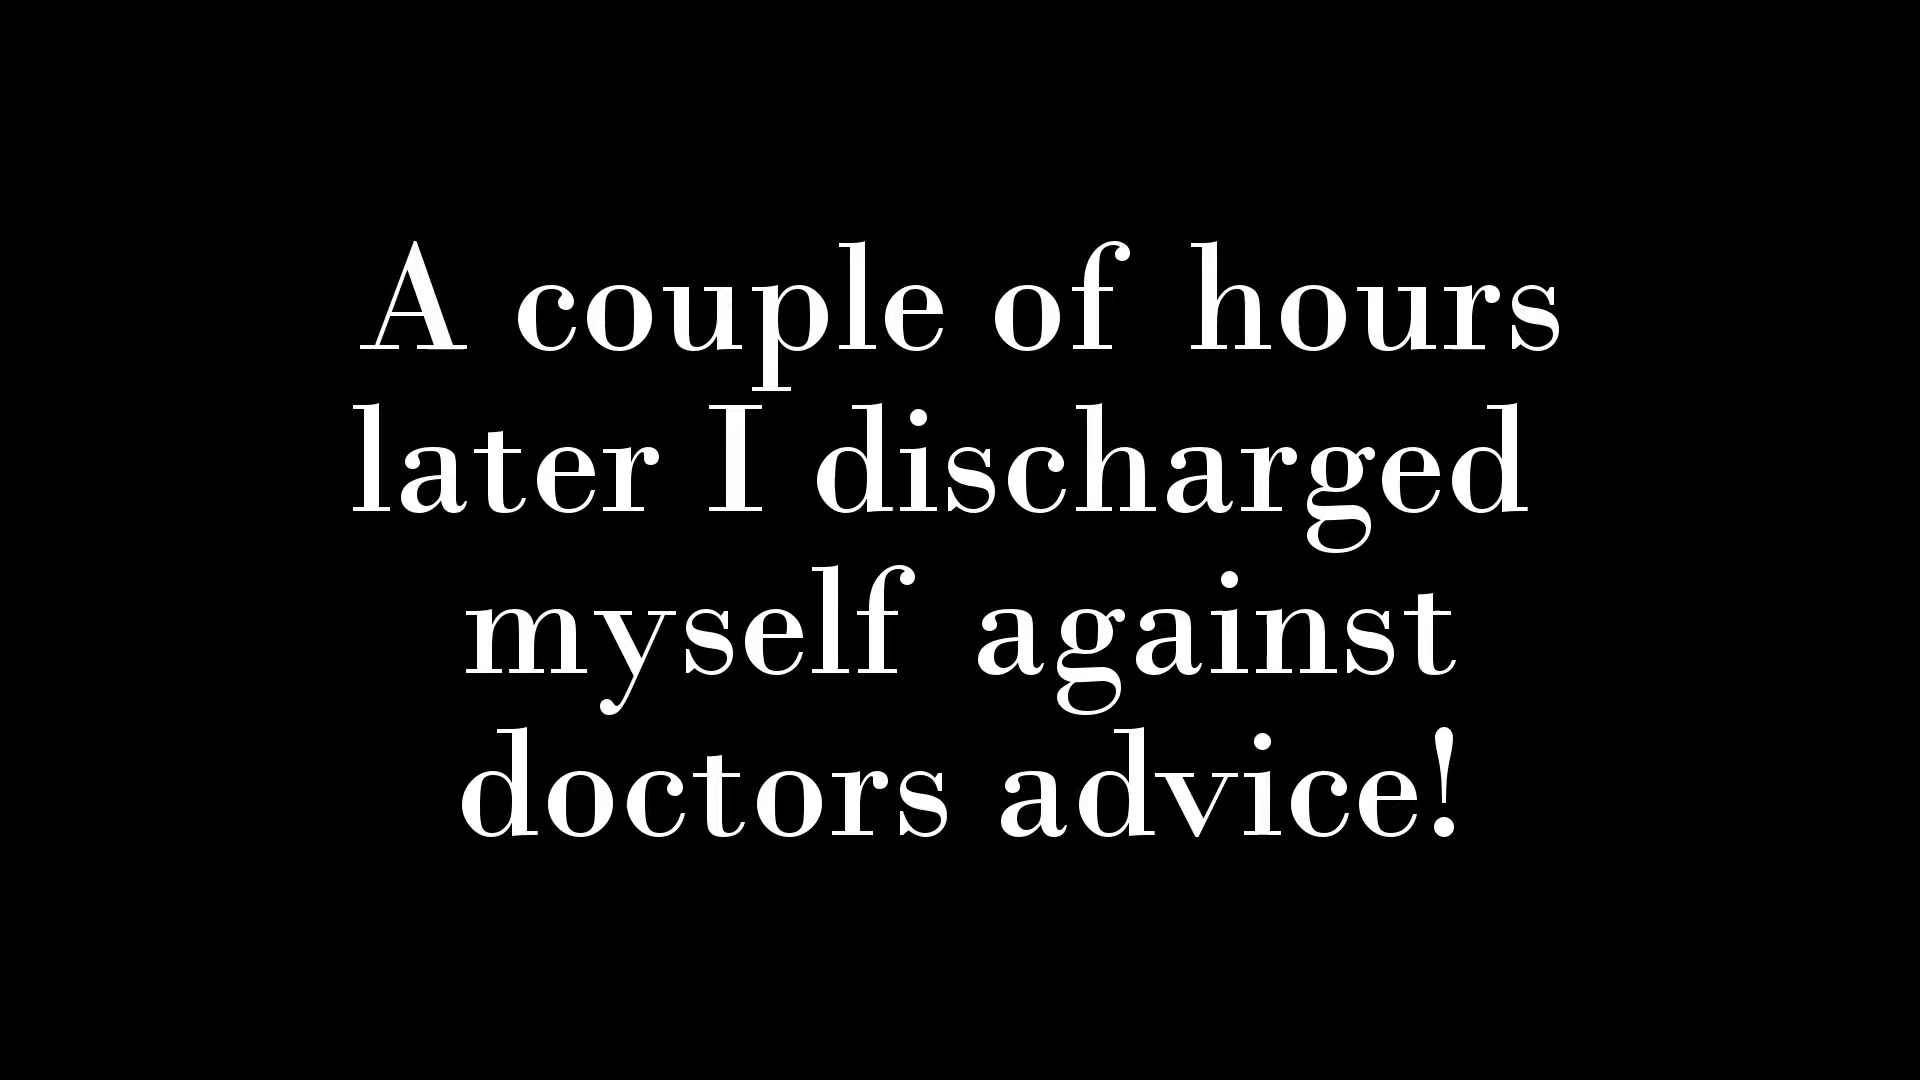 A couple of hours
later I discharged
myself against
doctors advice!